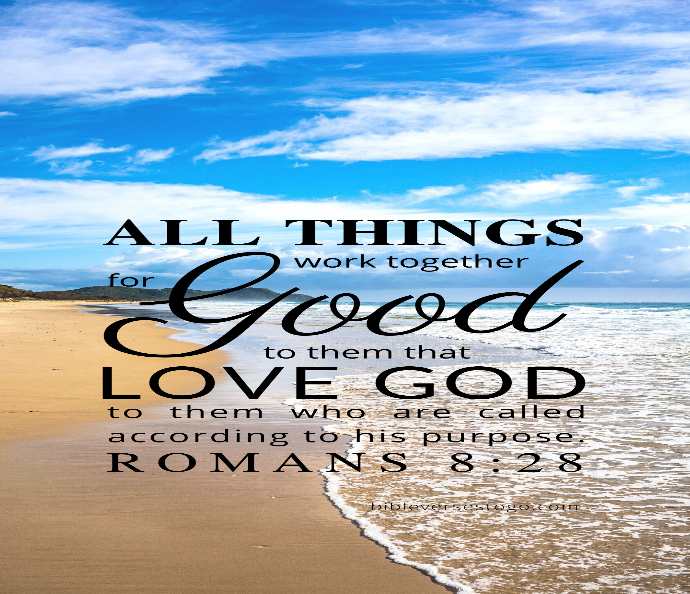 ALL THINGS
work together
for Good
to them that
LOVE GOD
to them who are called
according to his purpose.
ROMANS 8:28
bibleversestogo.com